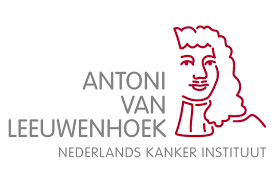 ANTONI
VAN
LEEUWENHOEK
NEDERLANDS KANKER INSTITUUT